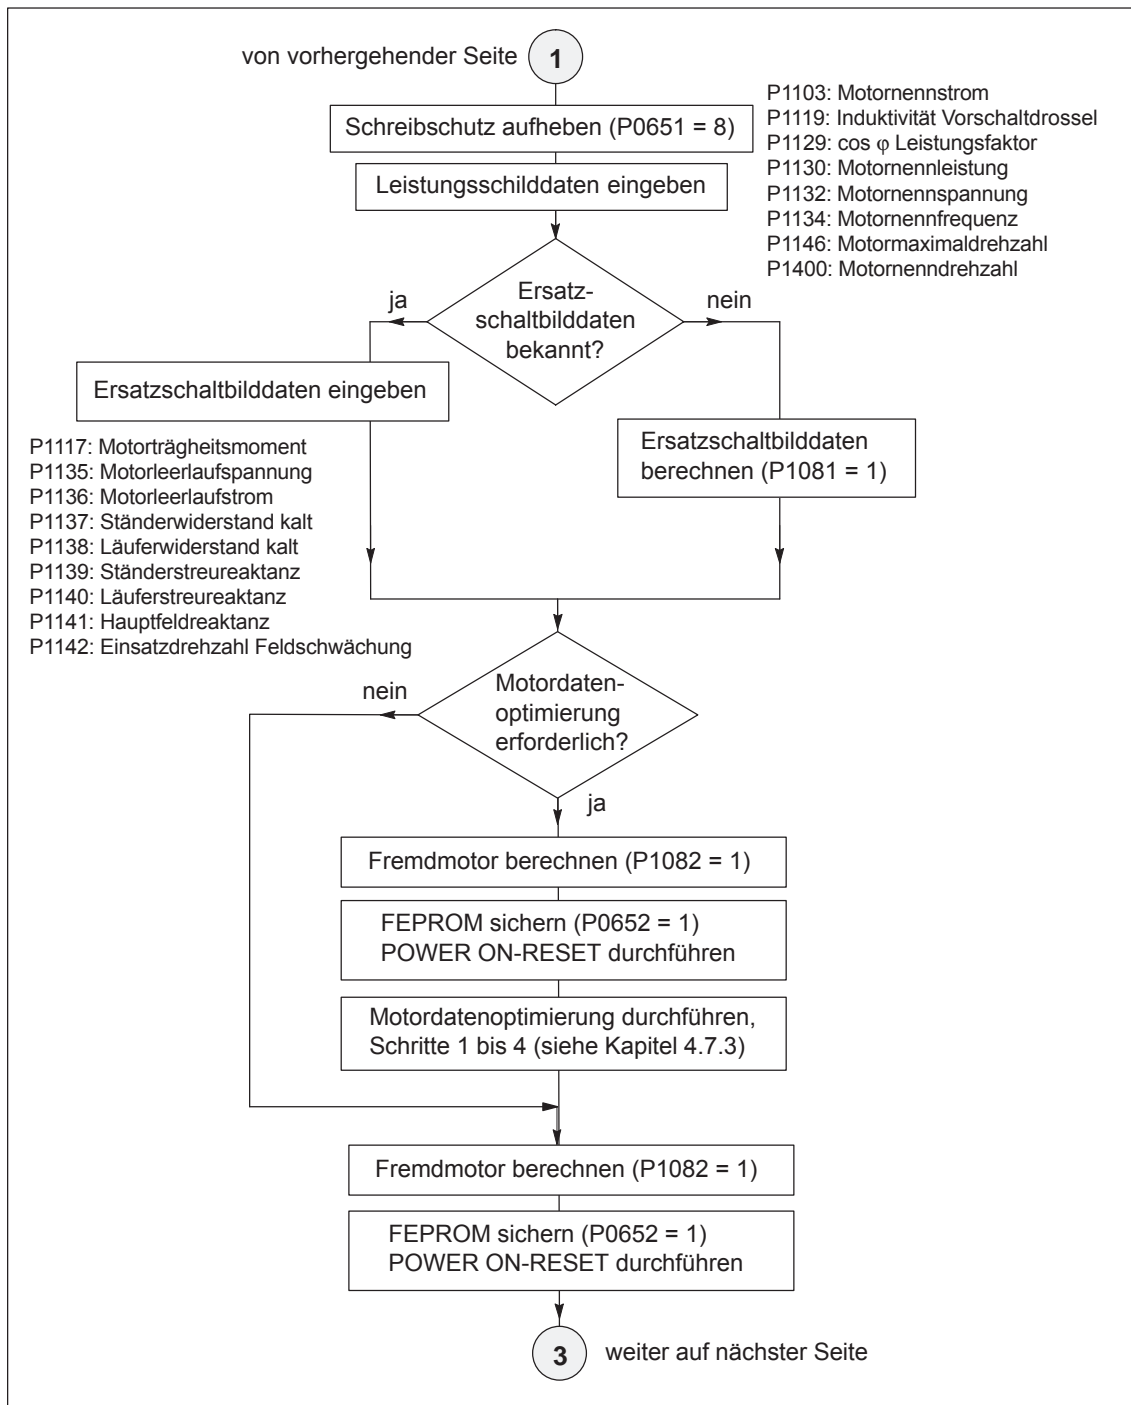 von vorhergehender Seite
1
Schreibschutz aufheben (P0651 = 8)
Leistungsschilddaten eingeben
P1103: Motornennstrom
P1119: Induktivität Vorschaltdrossel
P1129: cos φ Leistungsfaktor
P1130: Motornennleistung
P1132: Motornennspannung
P1134: Motornennfrequenz
P1146: Motormaximaldrehzahl
P1400: Motornenndrehzahl
Ersatz-
schaltbilddaten
bekannt?
ja
nein
Ersatzschaltbilddaten eingeben
P1117: Motorträgheitsmoment
P1135: Motorleerlaufspannung
P1136: Motorleerlaufstrom
P1137: Ständerwiderstand kalt
P1138: Läuferwiderstand kalt
P1139: Ständerstreureaktanz
P1140: Läuferstreureaktanz
P1141: Hauptfeldreaktanz
P1142: Einsatzdrehzahl Feldschwächung
Ersatzschaltbilddaten
berechnen (P1081 = 1)
Motordaten-
optimierung
erforderlich?
nein
ja
Fremdmotor berechnen (P1082 = 1)
FEPROM sichern (P0652 = 1)
POWER ON-RESET durchführen
Motordatenoptimierung durchführen,
Schritte 1 bis 4 (siehe Kapitel 4.7.3)
Fremdmotor berechnen (P1082 = 1)
FEPROM sichern (P0652 = 1)
POWER ON-RESET durchführen
3
weiter auf nächster Seite